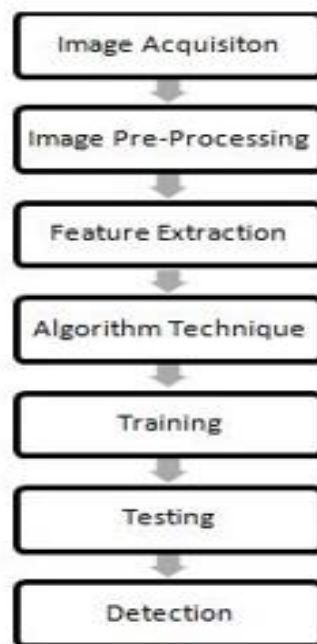 Image Acquisiton
Image Pre-Processing
Feature Extraction
Algorithm Technique
Training
Testing
Detection